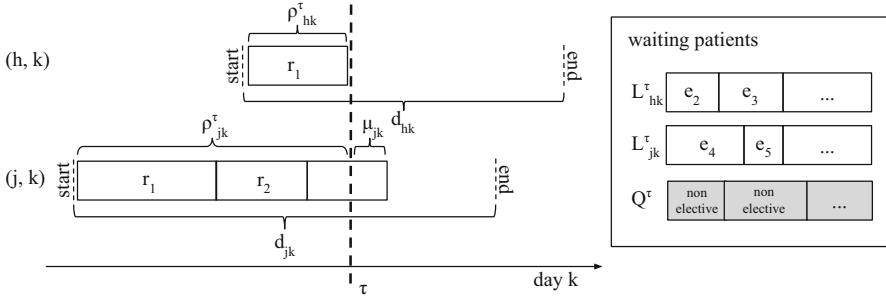 ρ^τ_hk
(h, k)
start
r_1
end
d_hk
ρ^τ_jk
μ_jk
(j, k)
start
r_1
r_2
end
d_jk
day k
τ
waiting patients
L^τ_hk e_2 e_3 ...
L^τ_jk e_4 e_5 ...
Q^τ non elective non elective ...